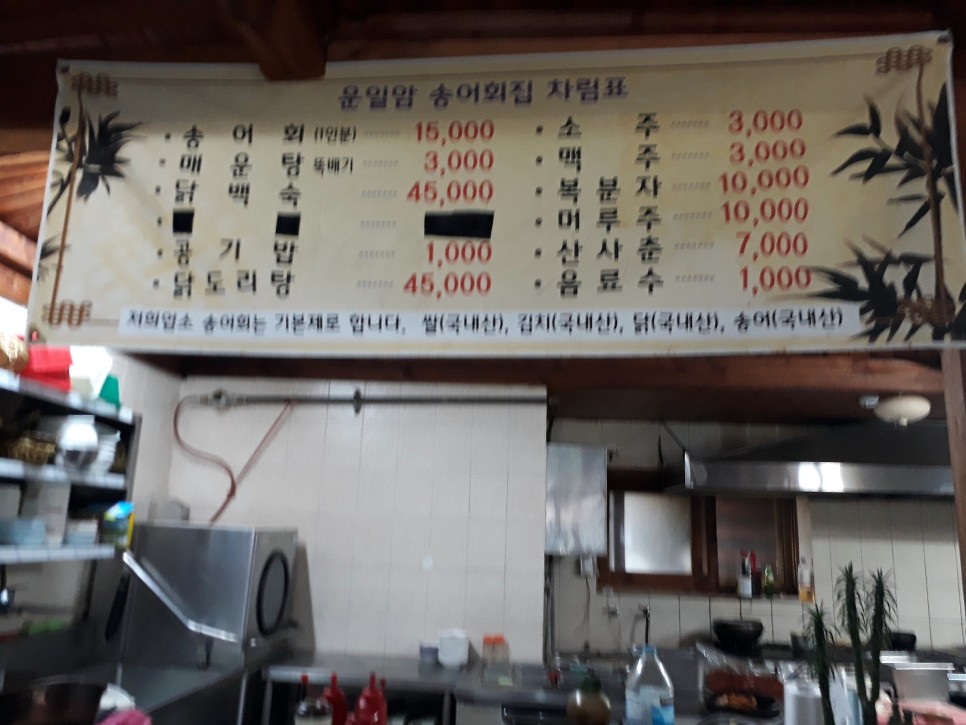 운일암 송어회집 차림표
• 송 어 회 (1인분) ······ 15,000
• 매 운 탕 뚝배기 ······ 3,000
• 닭 백 숙 ······ 45,000
• 공 기 밥 ······ 1,000
• 닭도리탕 ······ 45,000
• 소 주 ······ 3,000
• 맥 주 ······ 3,000
• 복 분 자 ······ 10,000
• 머 루 주 ······ 10,000
• 산 사 춘 ······ 7,000
• 음 료 수 ······ 1,000
저희업소 송어회는 기본제로 합니다, 쌀(국내산), 김치(국내산), 닭(국내산), 송어(국내산)